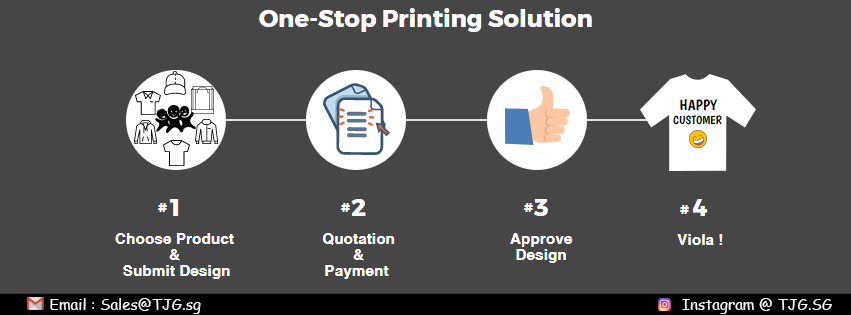 One-Stop Printing Solution
HAPPY
CUSTOMER
#1
#2
#3
#4
Choose Product
&
Submit Design
Quotation
&
Payment
Approve
Design
Viola !
Email : Sales@TJG.sg
Instagram @ TJG.SG